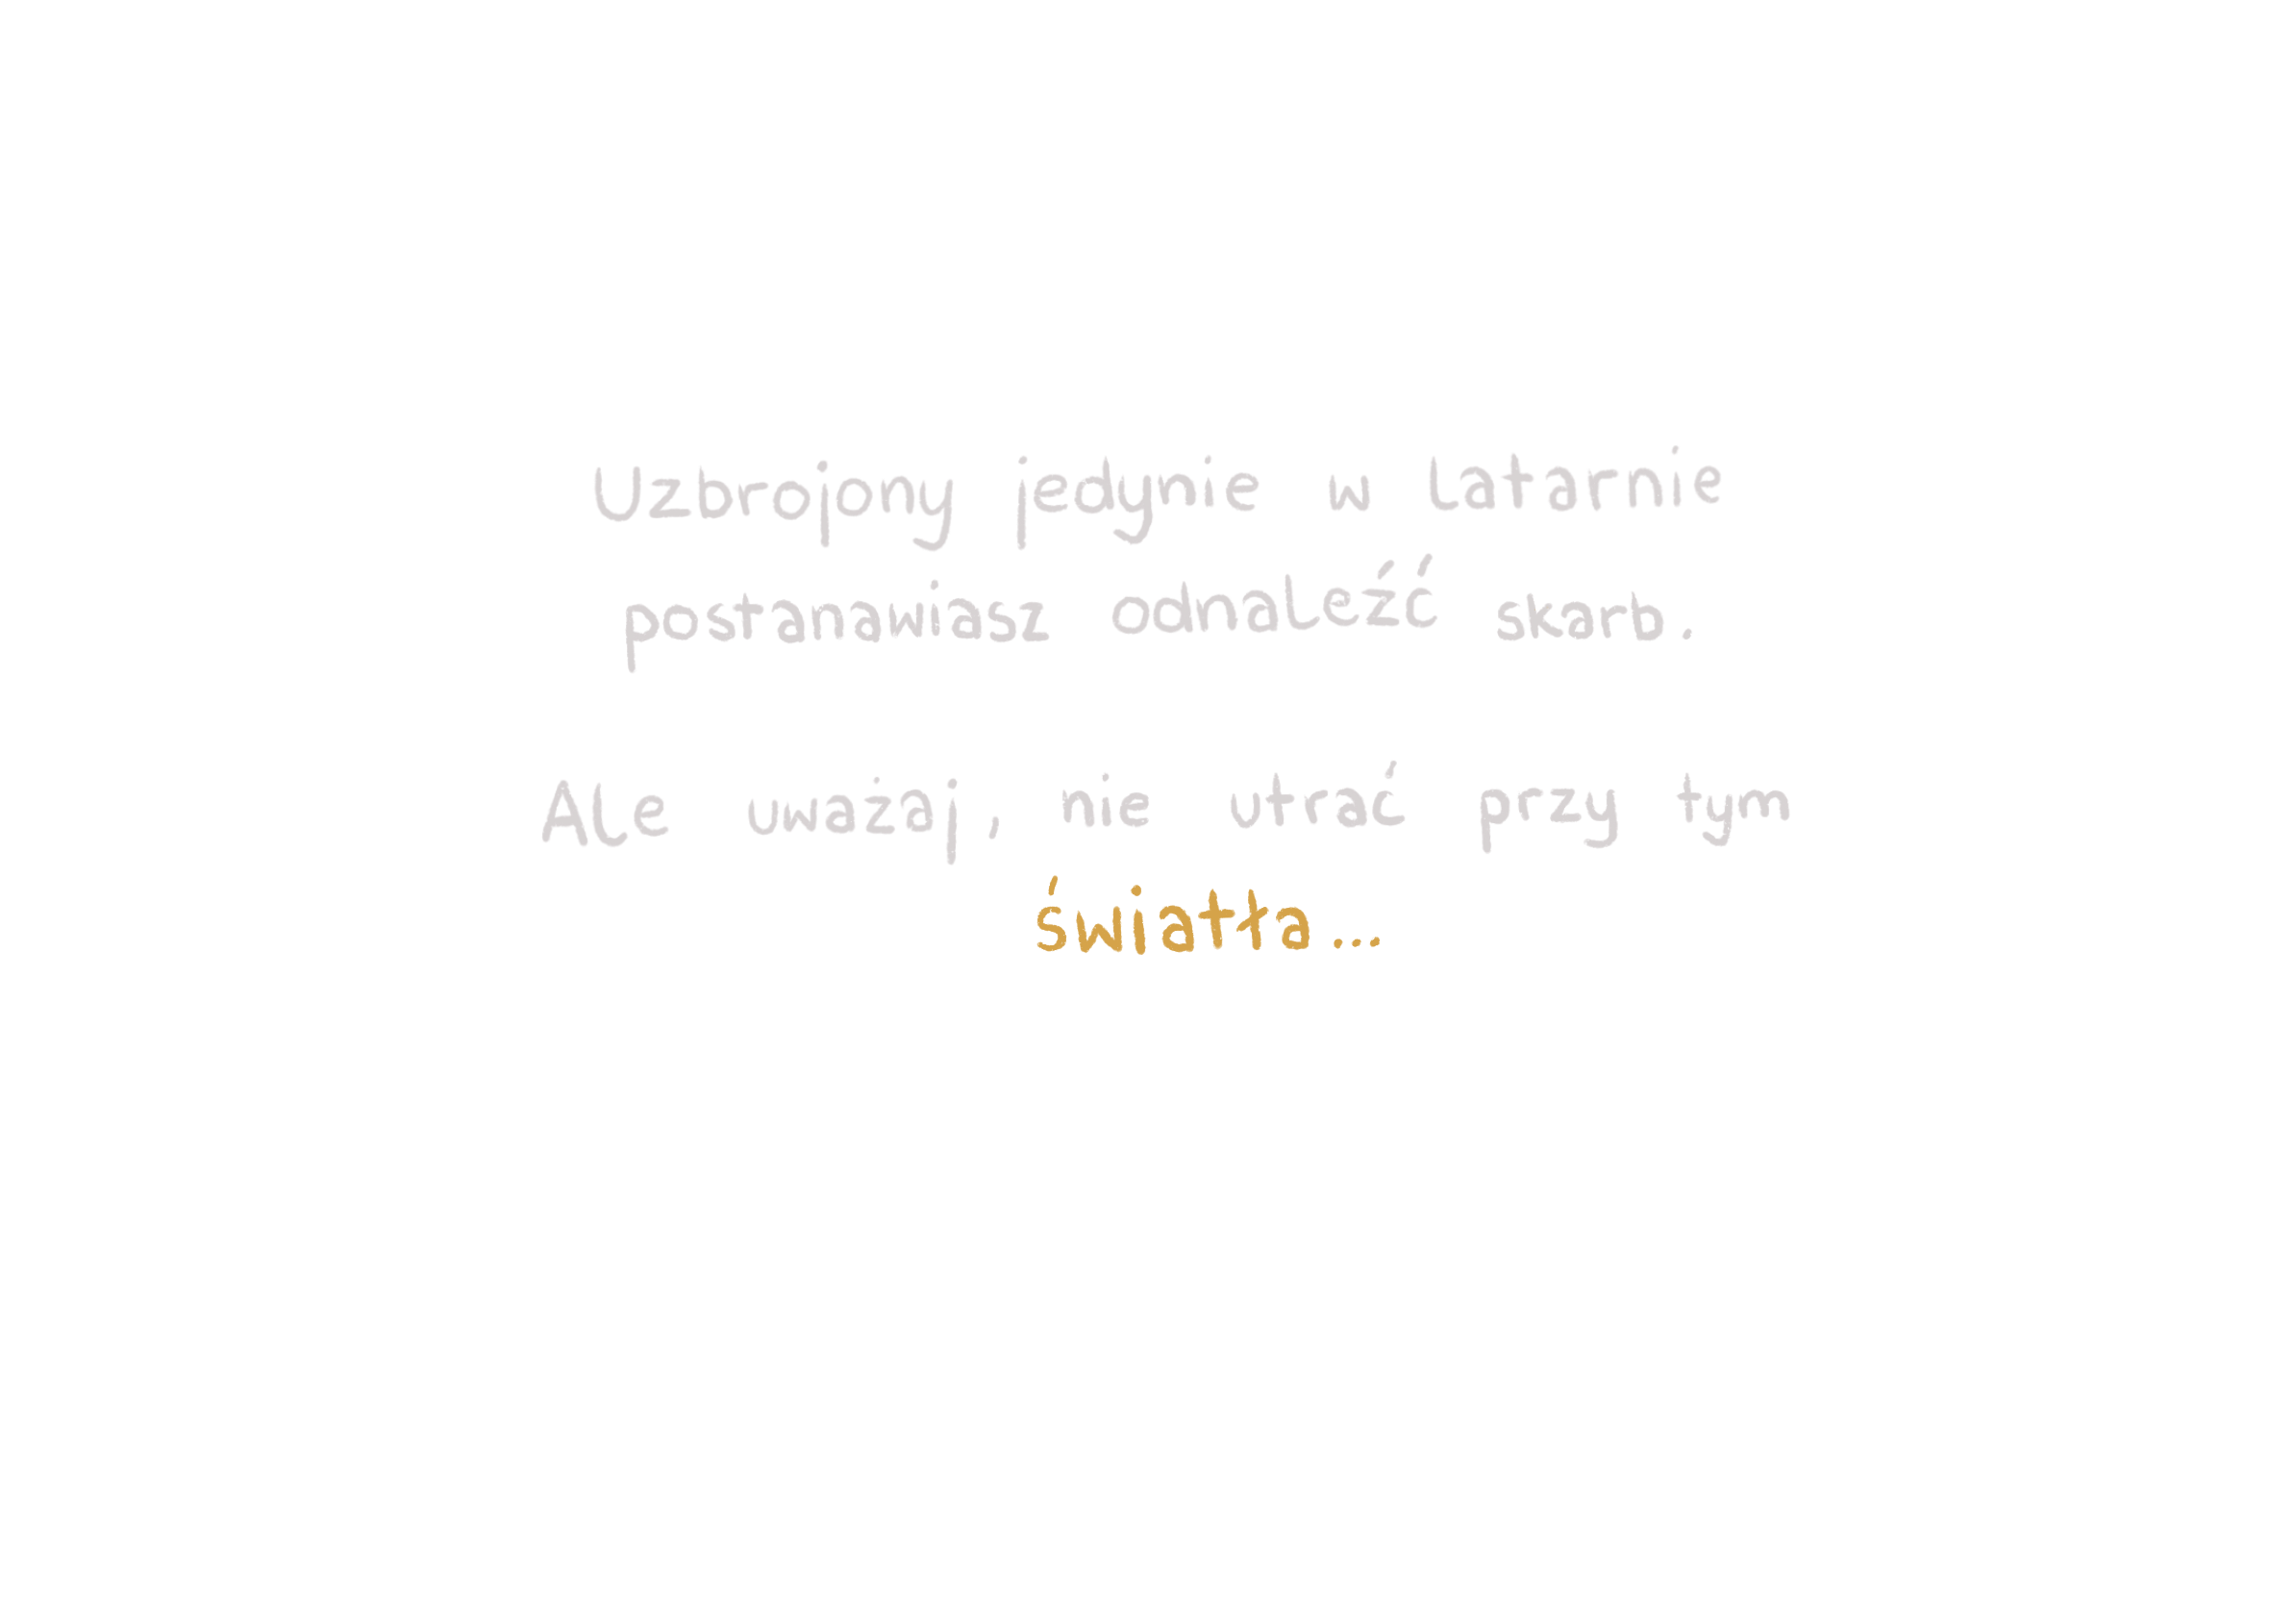 Uzbrojony jedynie w latarnie
postanawiasz odnaleźć skarb.
Ale uważaj, nie utrać przy tym
światła...